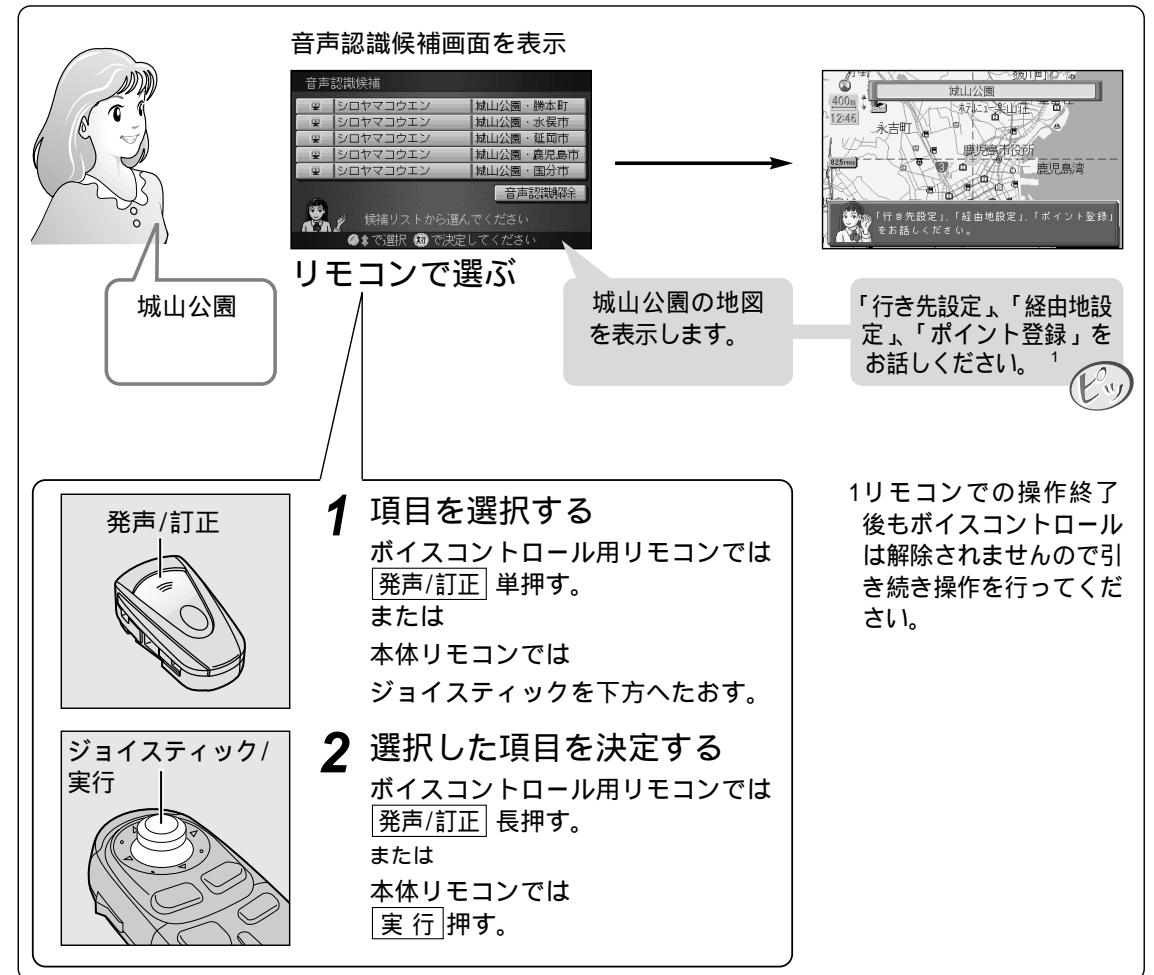 音声認識候補画面を表示
音声認識候補
シロヤマコウエン 城山公園・勝本町
シロヤマコウエン 城山公園・水俣市
シロヤマコウエン 城山公園・延岡市
シロヤマコウエン 城山公園・鹿児島市
シロヤマコウエン 城山公園・国分市
音声認識解除
候補リストから選んでください
で選択 で決定してください
城山公園
400m
12:46
永吉町
鹿児島市役所
鹿児島湾
3
「行き先設定」、「経由地設定」、「ポイント登録」
をお話しください。
リモコンで選ぶ
城山公園
城山公園の地図
を表示します。
「行き先設定」、「経由地設
定」、「ポイント登録」を
お話しください。 1
ピッ
発声/訂正
1 項目を選択する
ボイスコントロール用リモコンでは
発声/訂正 単押す。
または
本体リモコンでは
ジョイスティックを下方へたおす。
ジョイスティック/
実行
2 選択した項目を決定する
ボイスコントロール用リモコンでは
発声/訂正 長押す。
または
本体リモコンでは
実 行 押す。
1リモコンでの操作終了
後もボイスコントロール
は解除されませんので引
き続き操作を行ってくだ
さい。